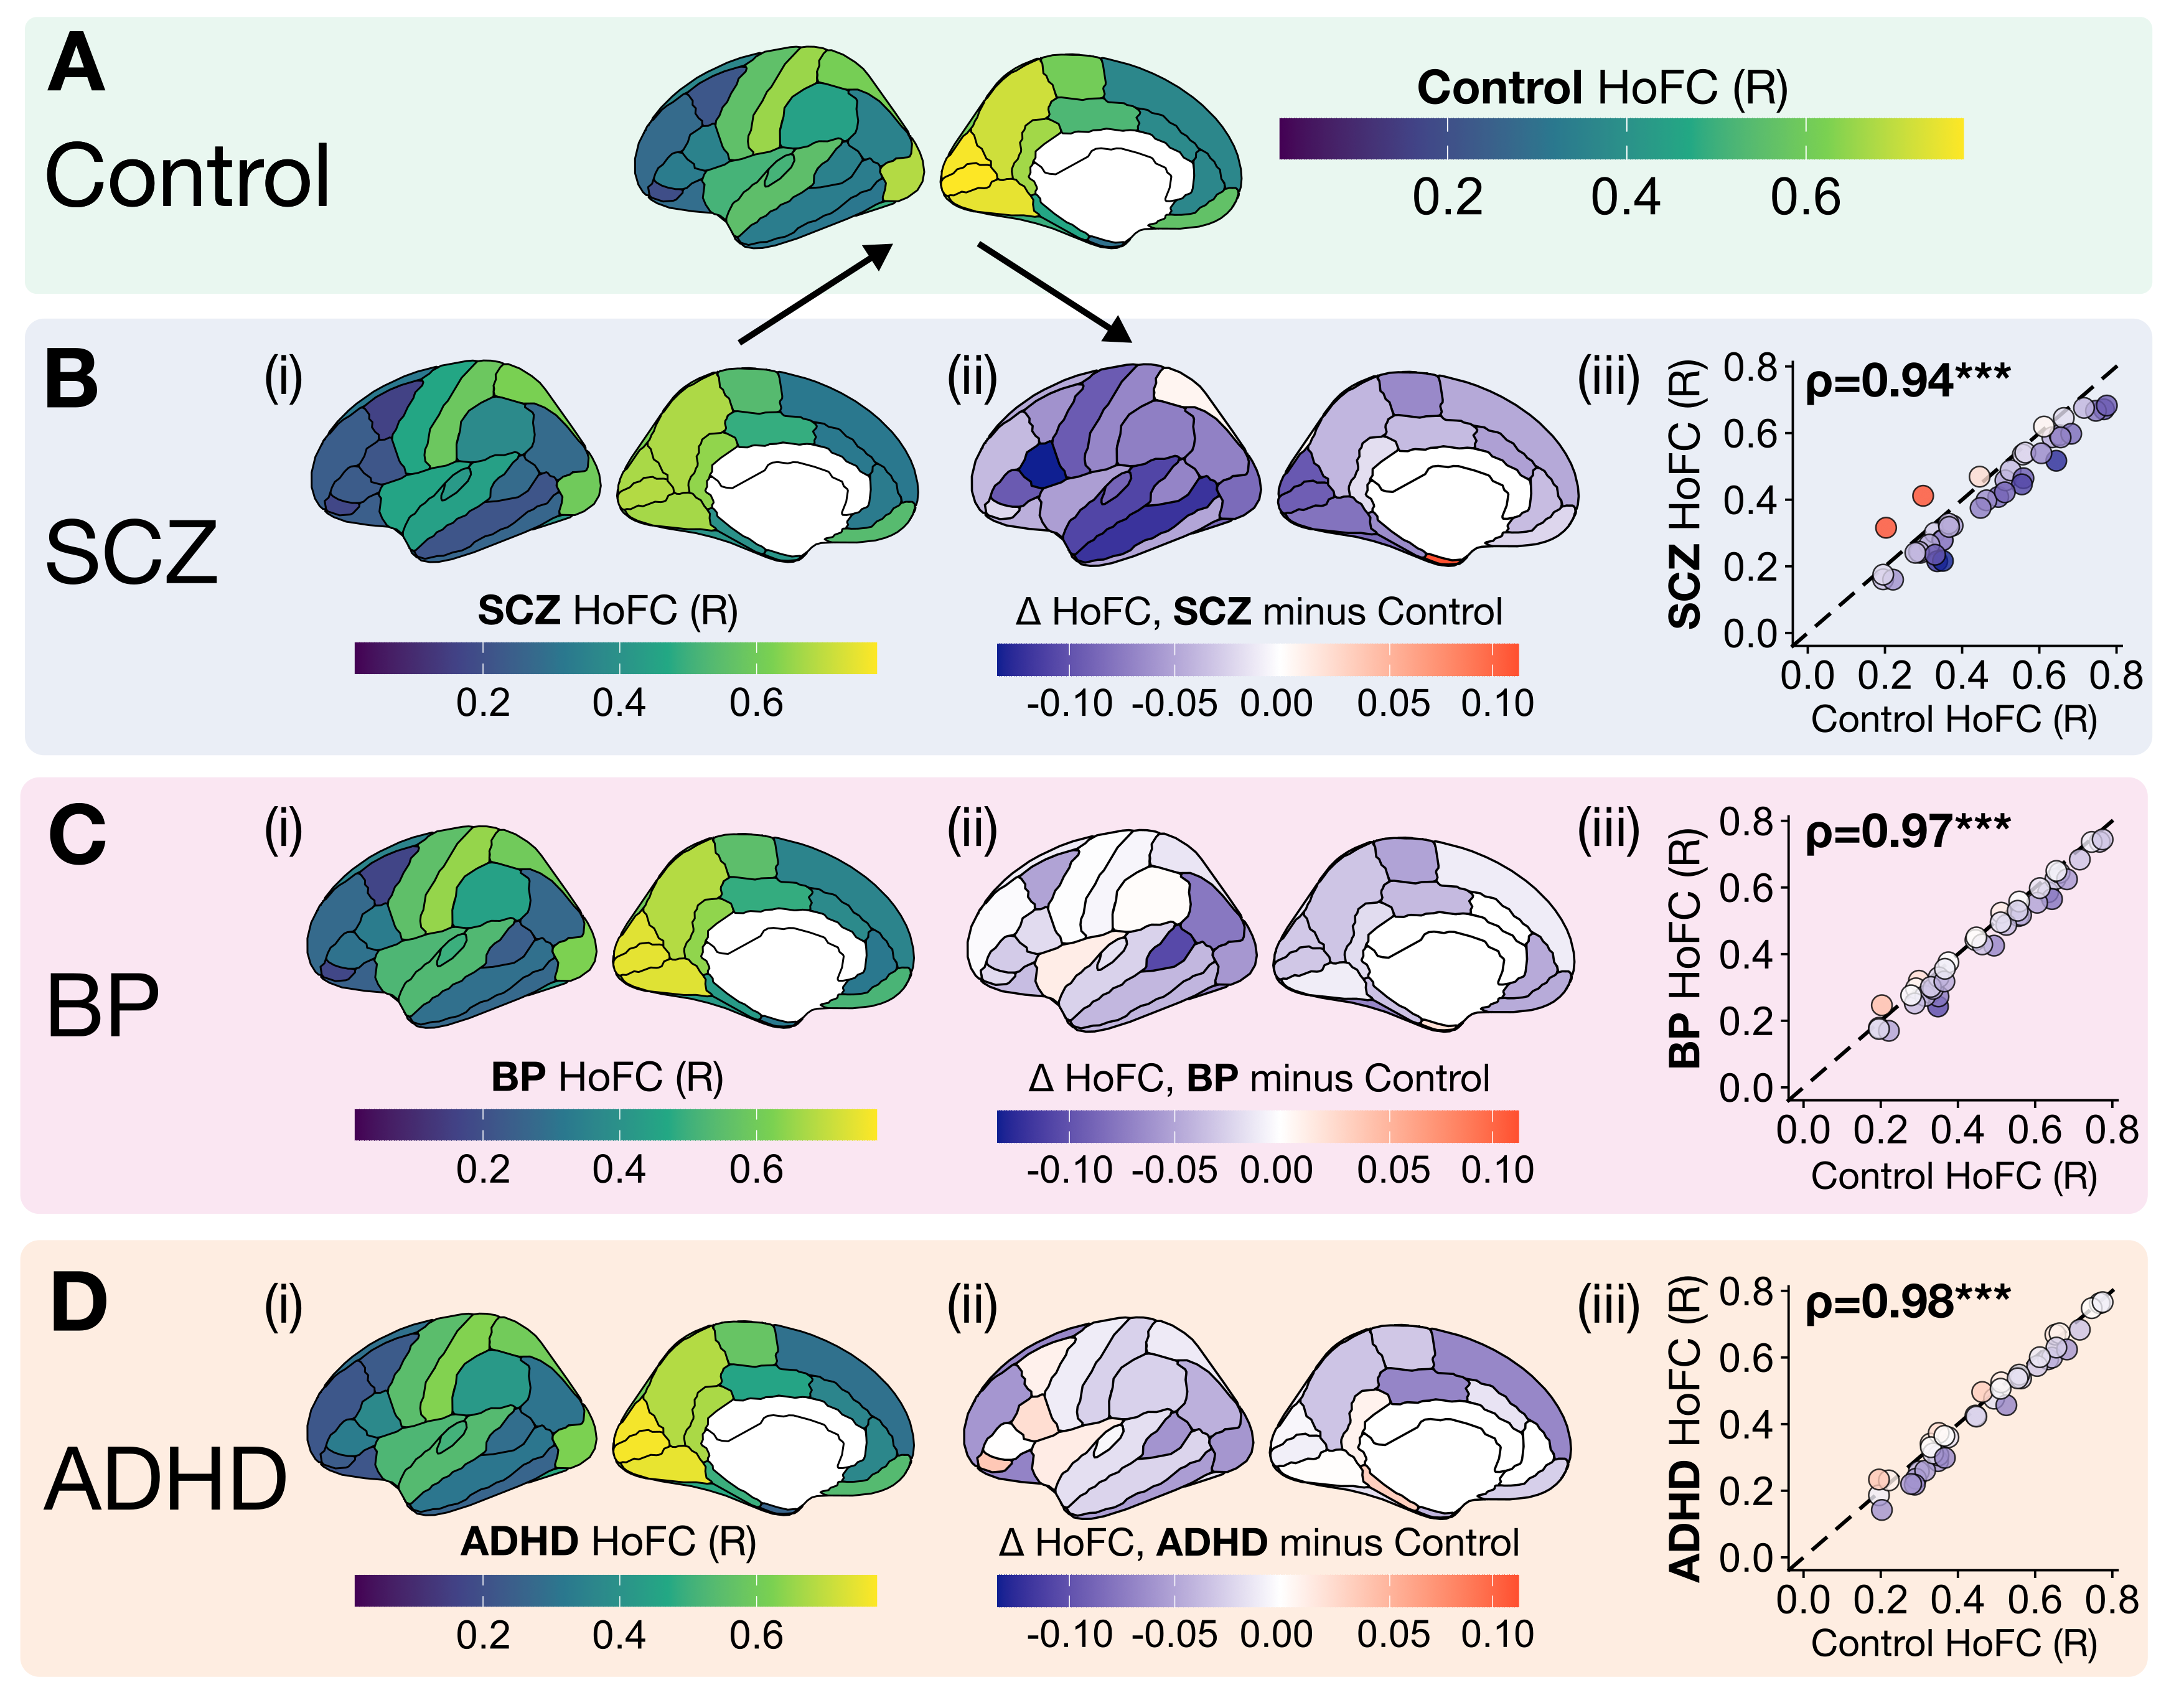 A
Control
Control HoFC (R)
0.2 0.4 0.6
B
SCZ
(i)
SCZ HoFC (R)
0.2 0.4 0.6
(ii)
Δ HoFC, SCZ minus Control
-0.10 -0.05 0.00 0.05 0.10
(iii)
ρ=0.94***
SCZ HoFC (R)
0.8
0.6
0.4
0.2
0.0
0.0 0.2 0.4 0.6 0.8
Control HoFC (R)
C
BP
(i)
BP HoFC (R)
0.2 0.4 0.6
(ii)
Δ HoFC, BP minus Control
-0.10 -0.05 0.00 0.05 0.10
(iii)
ρ=0.97***
BP HoFC (R)
0.8
0.6
0.4
0.2
0.0
0.0 0.2 0.4 0.6 0.8
Control HoFC (R)
D
ADHD
(i)
ADHD HoFC (R)
0.2 0.4 0.6
(ii)
Δ HoFC, ADHD minus Control
-0.10 -0.05 0.00 0.05 0.10
(iii)
ρ=0.98***
ADHD HoFC (R)
0.8
0.6
0.4
0.2
0.0
0.0 0.2 0.4 0.6 0.8
Control HoFC (R)